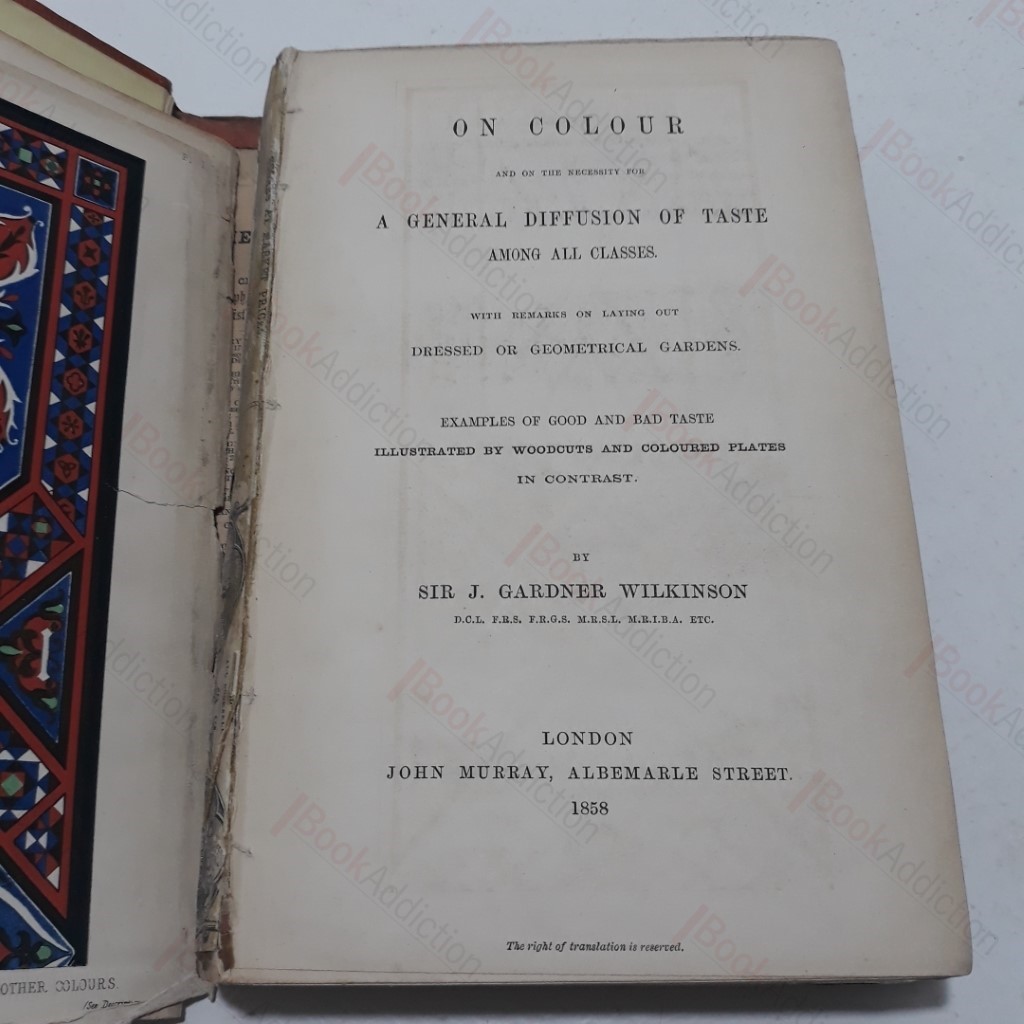 ON COLOUR
AND ON THE NECESSITY FOR
A GENERAL DIFFUSION OF TASTE
AMONG ALL CLASSES.
WITH REMARKS ON LAYING OUT
DRESSED OR GEOMETRICAL GARDENS.
EXAMPLES OF GOOD AND BAD TASTE
ILLUSTRATED BY WOODCUTS AND COLOURED PLATES
IN CONTRAST.
BY
SIR J. GARDNER WILKINSON
D.C.L. F.R.S. F.R.G.S. M.R.S.L. M.R.I.B.A. ETC.
LONDON
JOHN MURRAY, ALBEMARLE STREET.
1858
The right of translation is reserved.
OTHER COLOURS.
(See
BookAddiction